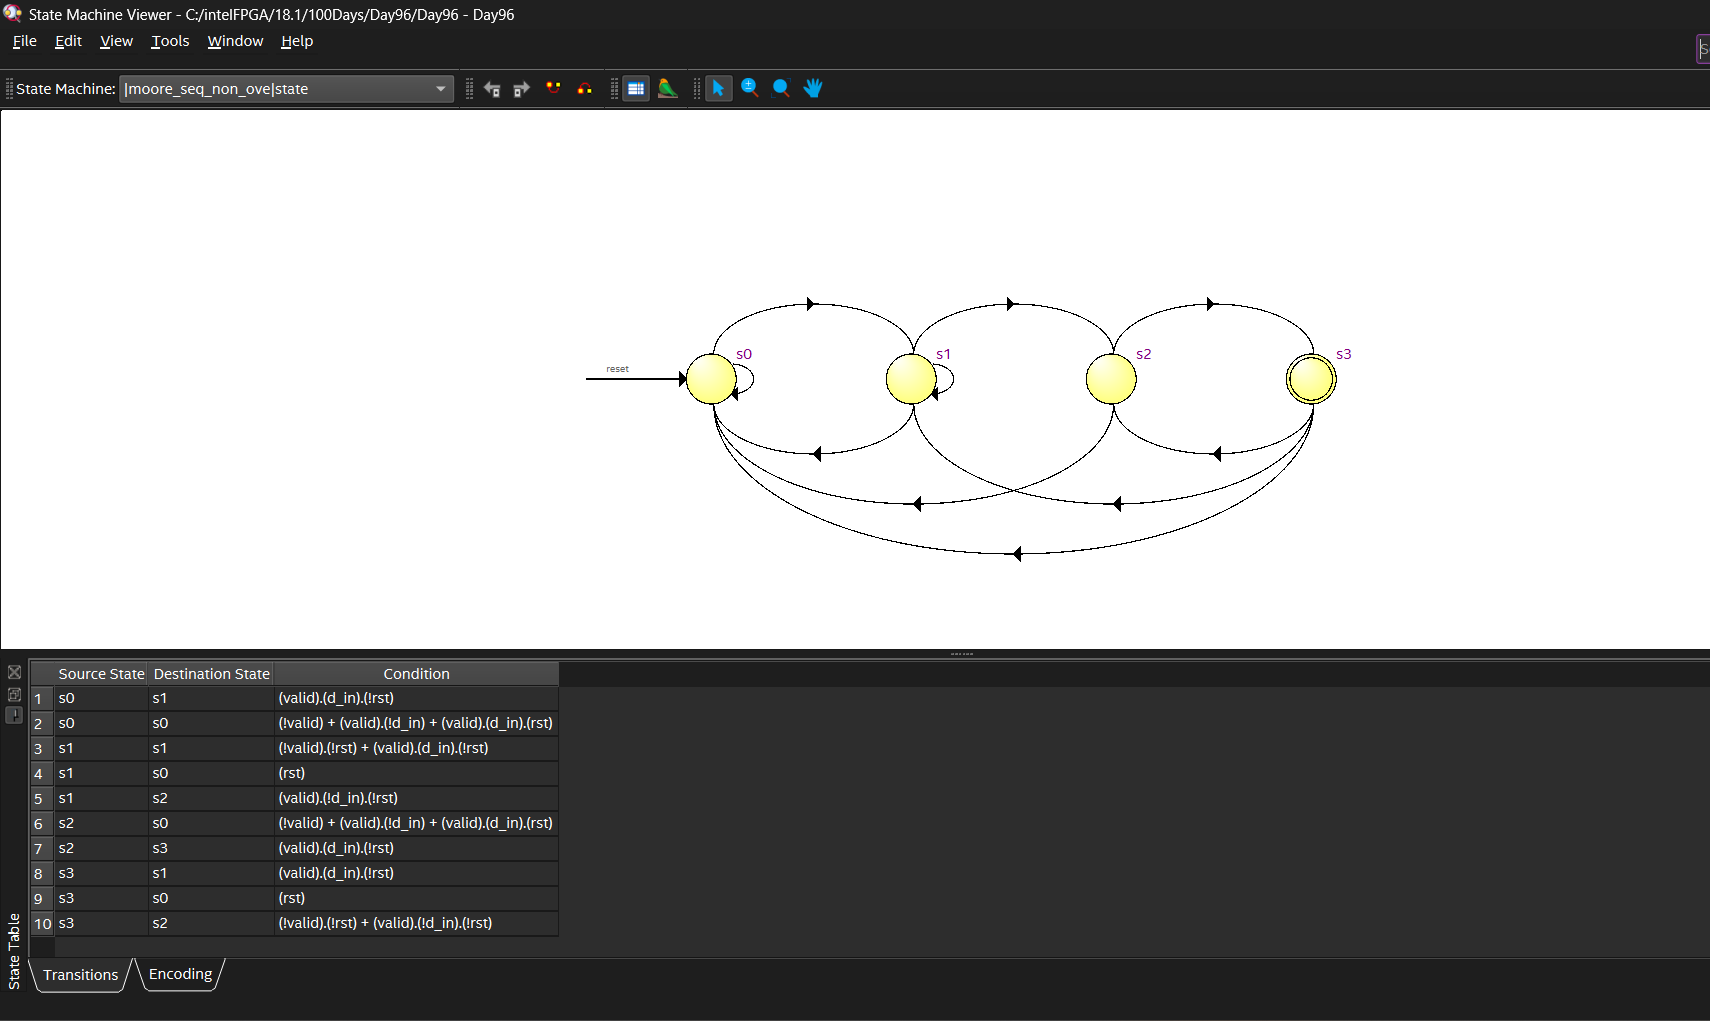 State Machine Viewer - C:/intelFPGA/18.1/100Days/Day96/Day96 - Day96
File Edit View Tools Window Help
State Machine: |moore_seq_non_ove|state
s0 s1 s2 s3
reset
Source State Destination State Condition
1 s0 s1 (valid).(d_in).(!rst)
2 s0 s0 (!valid) + (valid).(!d_in) + (valid).(d_in).(rst)
3 s1 s1 (!valid).(!rst) + (valid).(d_in).(!rst)
4 s1 s0 (rst)
5 s1 s2 (valid).(!d_in).(!rst)
6 s2 s0 (!valid) + (valid).(!d_in) + (valid).(d_in).(rst)
7 s2 s3 (valid).(d_in).(!rst)
8 s3 s1 (valid).(d_in).(!rst)
9 s3 s0 (rst)
10 s3 s2 (!valid).(!rst) + (valid).(!d_in).(!rst)
State Table
Transitions Encoding